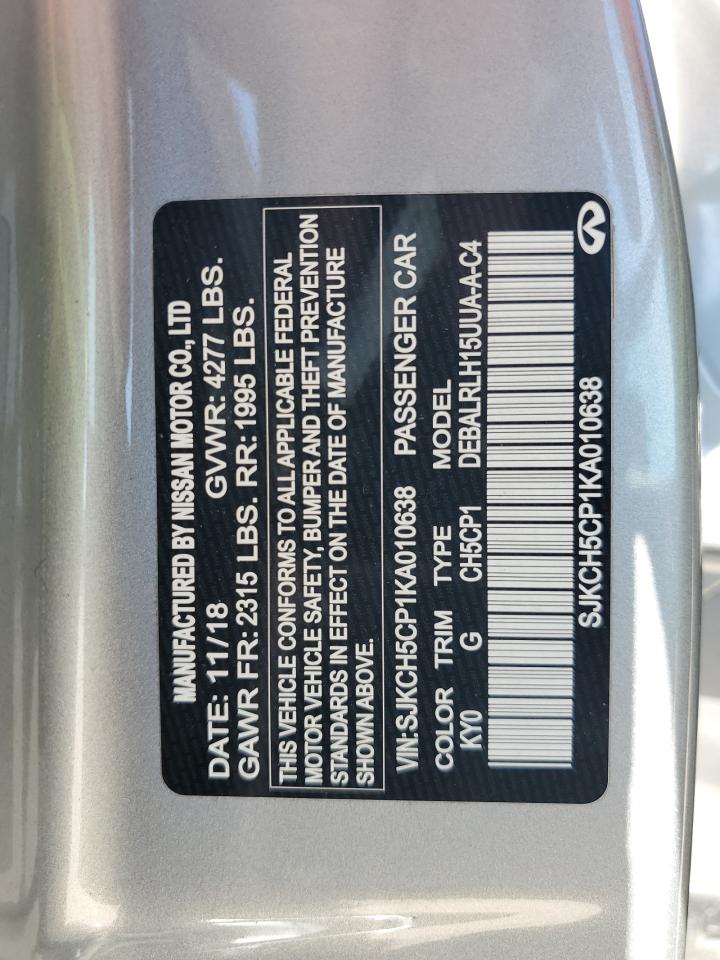 MANUFACTURED BY NISSAN MOTOR CO., LTD
DATE: 11/18 GVWR: 4277 LBS.
GAWR FR: 2315 LBS. RR: 1995 LBS.
THIS VEHICLE CONFORMS TO ALL APPLICABLE FEDERAL
MOTOR VEHICLE SAFETY, BUMPER AND THEFT PREVENTION
STANDARDS IN EFFECT ON THE DATE OF MANUFACTURE
SHOWN ABOVE.
VIN:SJKCH5CP1KA010638 PASSENGER CAR
COLOR TRIM TYPE MODEL
KY0 G CH5CP1 DEBALRLH15UUA-A-C4
SJKCH5CP1KA010638